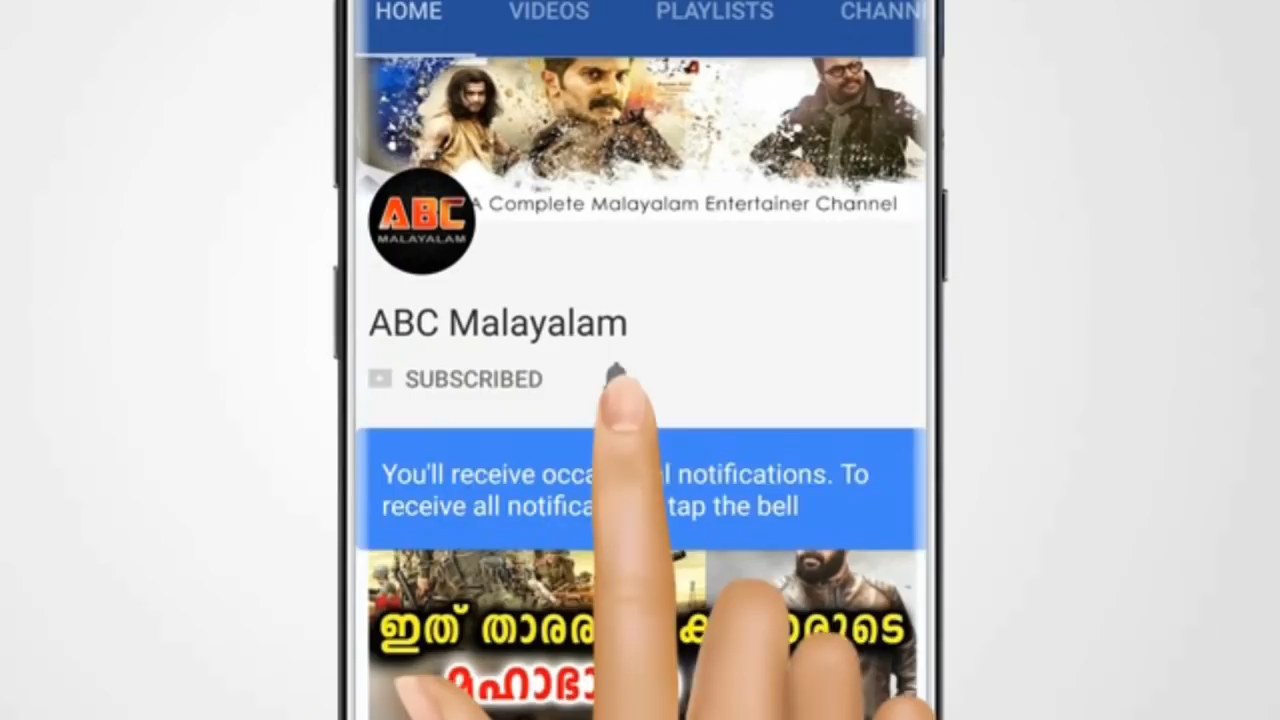 HOME VIDEOS PLAYLISTS CHANN
A Complete Malayalam Entertainer Channel
ABC
MALAYALAM
ABC Malayalam
SUBSCRIBED
You'll receive occa l notifications. To
receive all notifica tap the bell
ഇത്